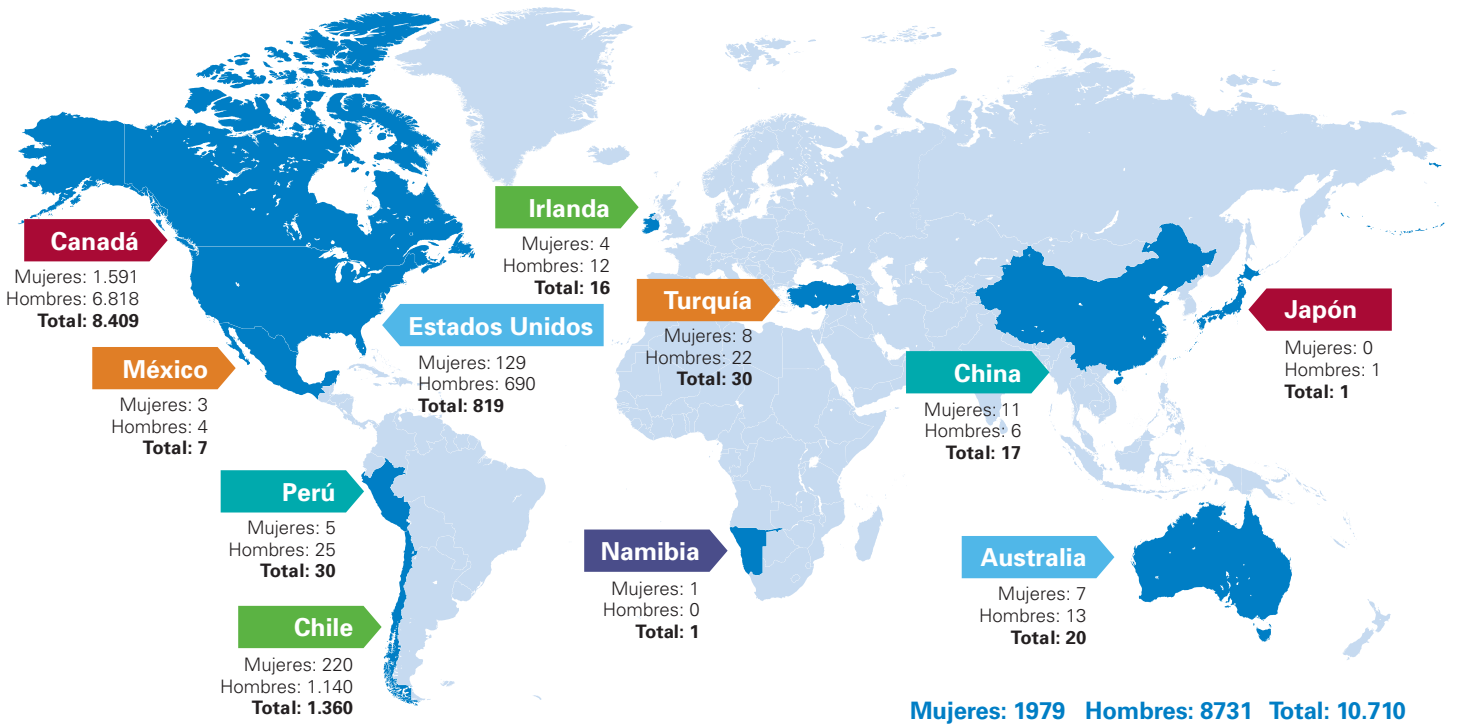 Irlanda
Mujeres: 4
Hombres: 12
Total: 16
Canadá
Mujeres: 1.591
Hombres: 6.818
Total: 8.409
Turquía
Mujeres: 8
Hombres: 22
Total: 30
Japón
Mujeres: 0
Hombres: 1
Total: 1
Estados Unidos
Mujeres: 129
Hombres: 690
Total: 819
México
Mujeres: 3
Hombres: 4
Total: 7
China
Mujeres: 11
Hombres: 6
Total: 17
Perú
Mujeres: 5
Hombres: 25
Total: 30
Namibia
Mujeres: 1
Hombres: 0
Total: 1
Australia
Mujeres: 7
Hombres: 13
Total: 20
Chile
Mujeres: 220
Hombres: 1.140
Total: 1.360
Mujeres: 1979 Hombres: 8731 Total: 10.710